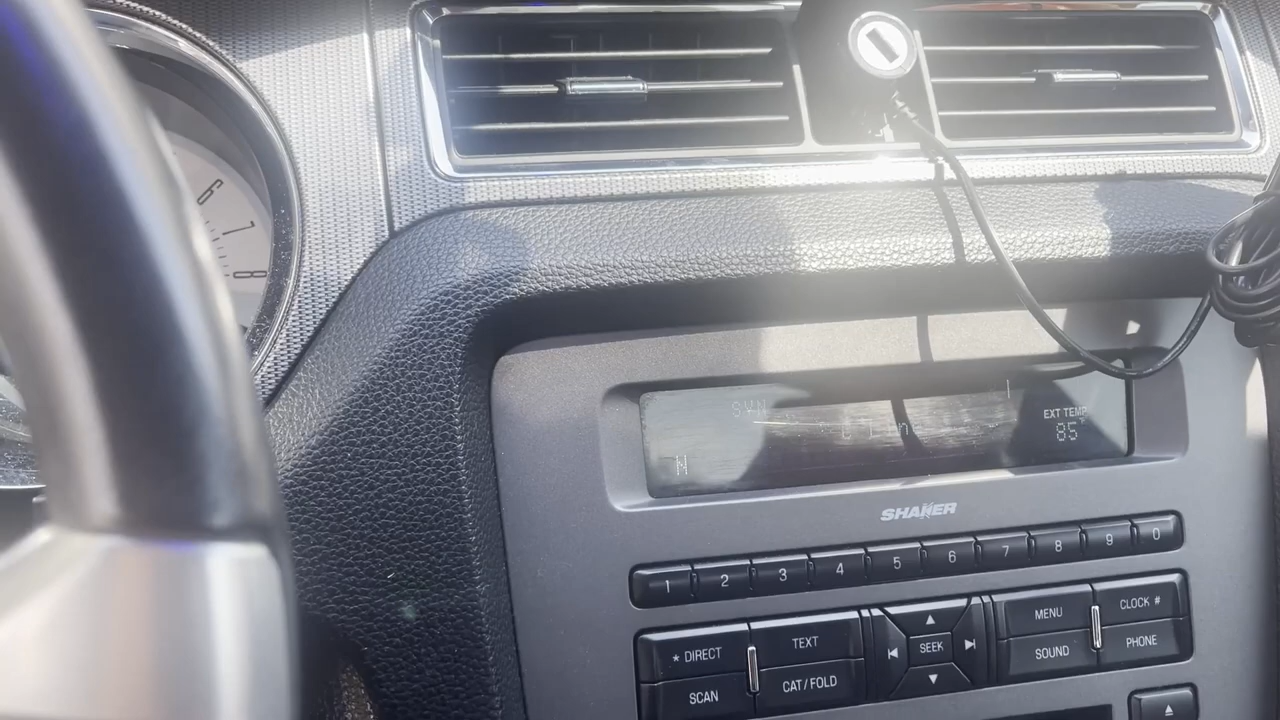 6
7
8
SYN
EXT TEMP
85°F
N
SHAKER
1 2 3 4 5 6 7 8 9 0
* DIRECT TEXT SEEK MENU CLOCK #
SCAN CAT/FOLD SOUND PHONE